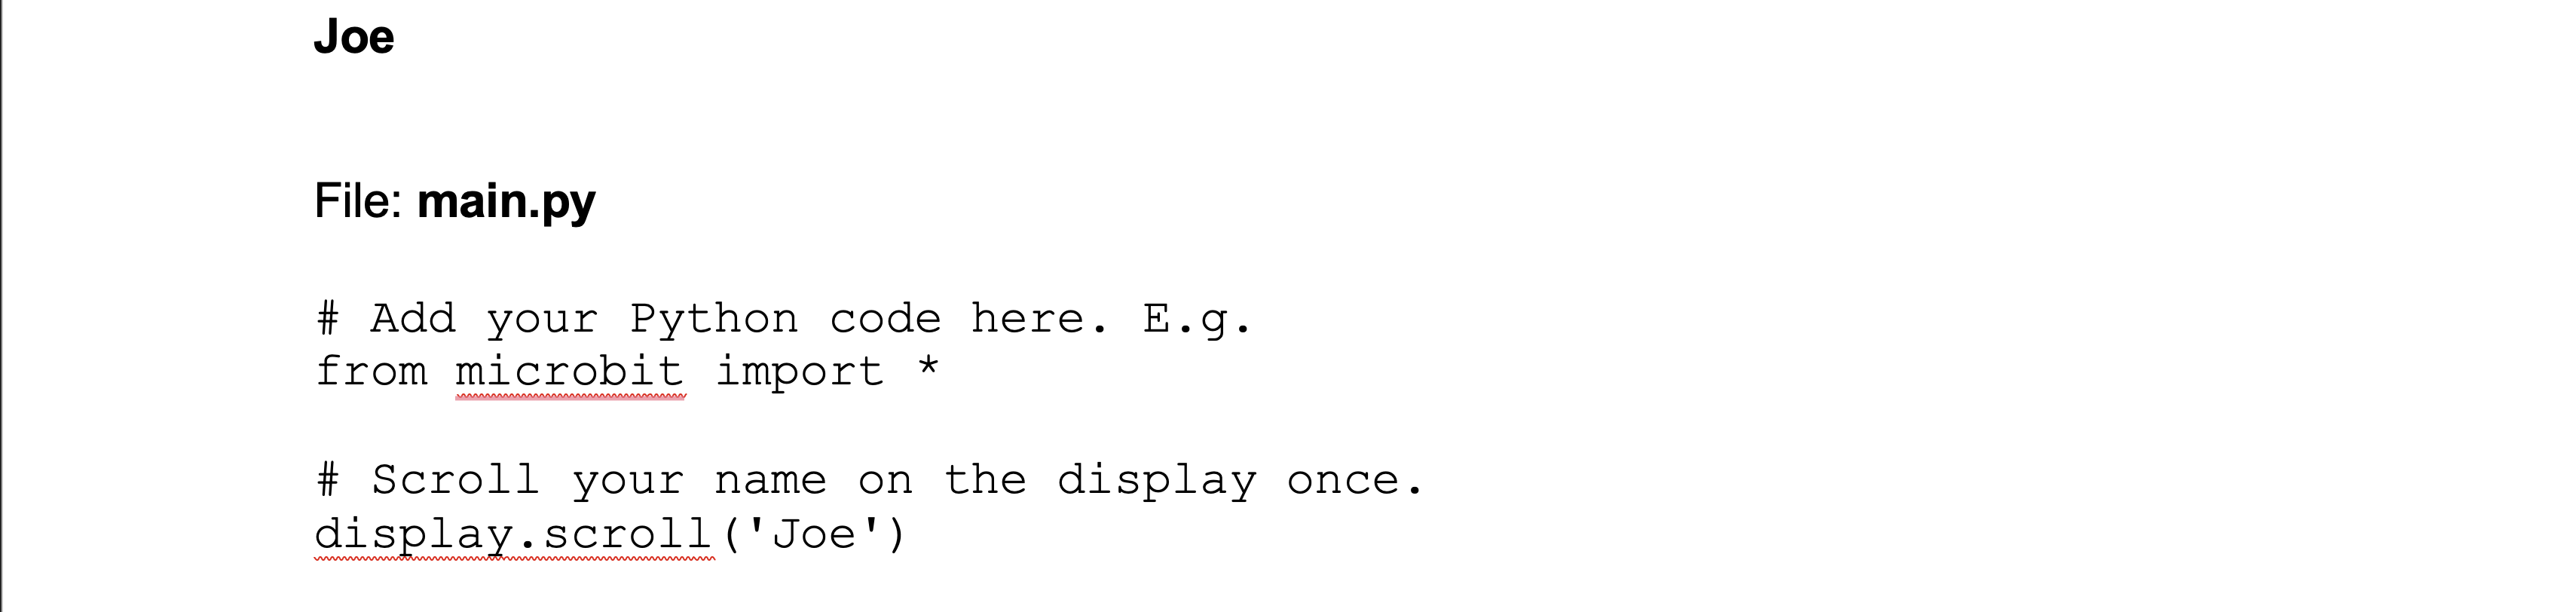 Joe
File: main.py
# Add your Python code here. E.g.
from microbit import *
# Scroll your name on the display once.
display.scroll('Joe')